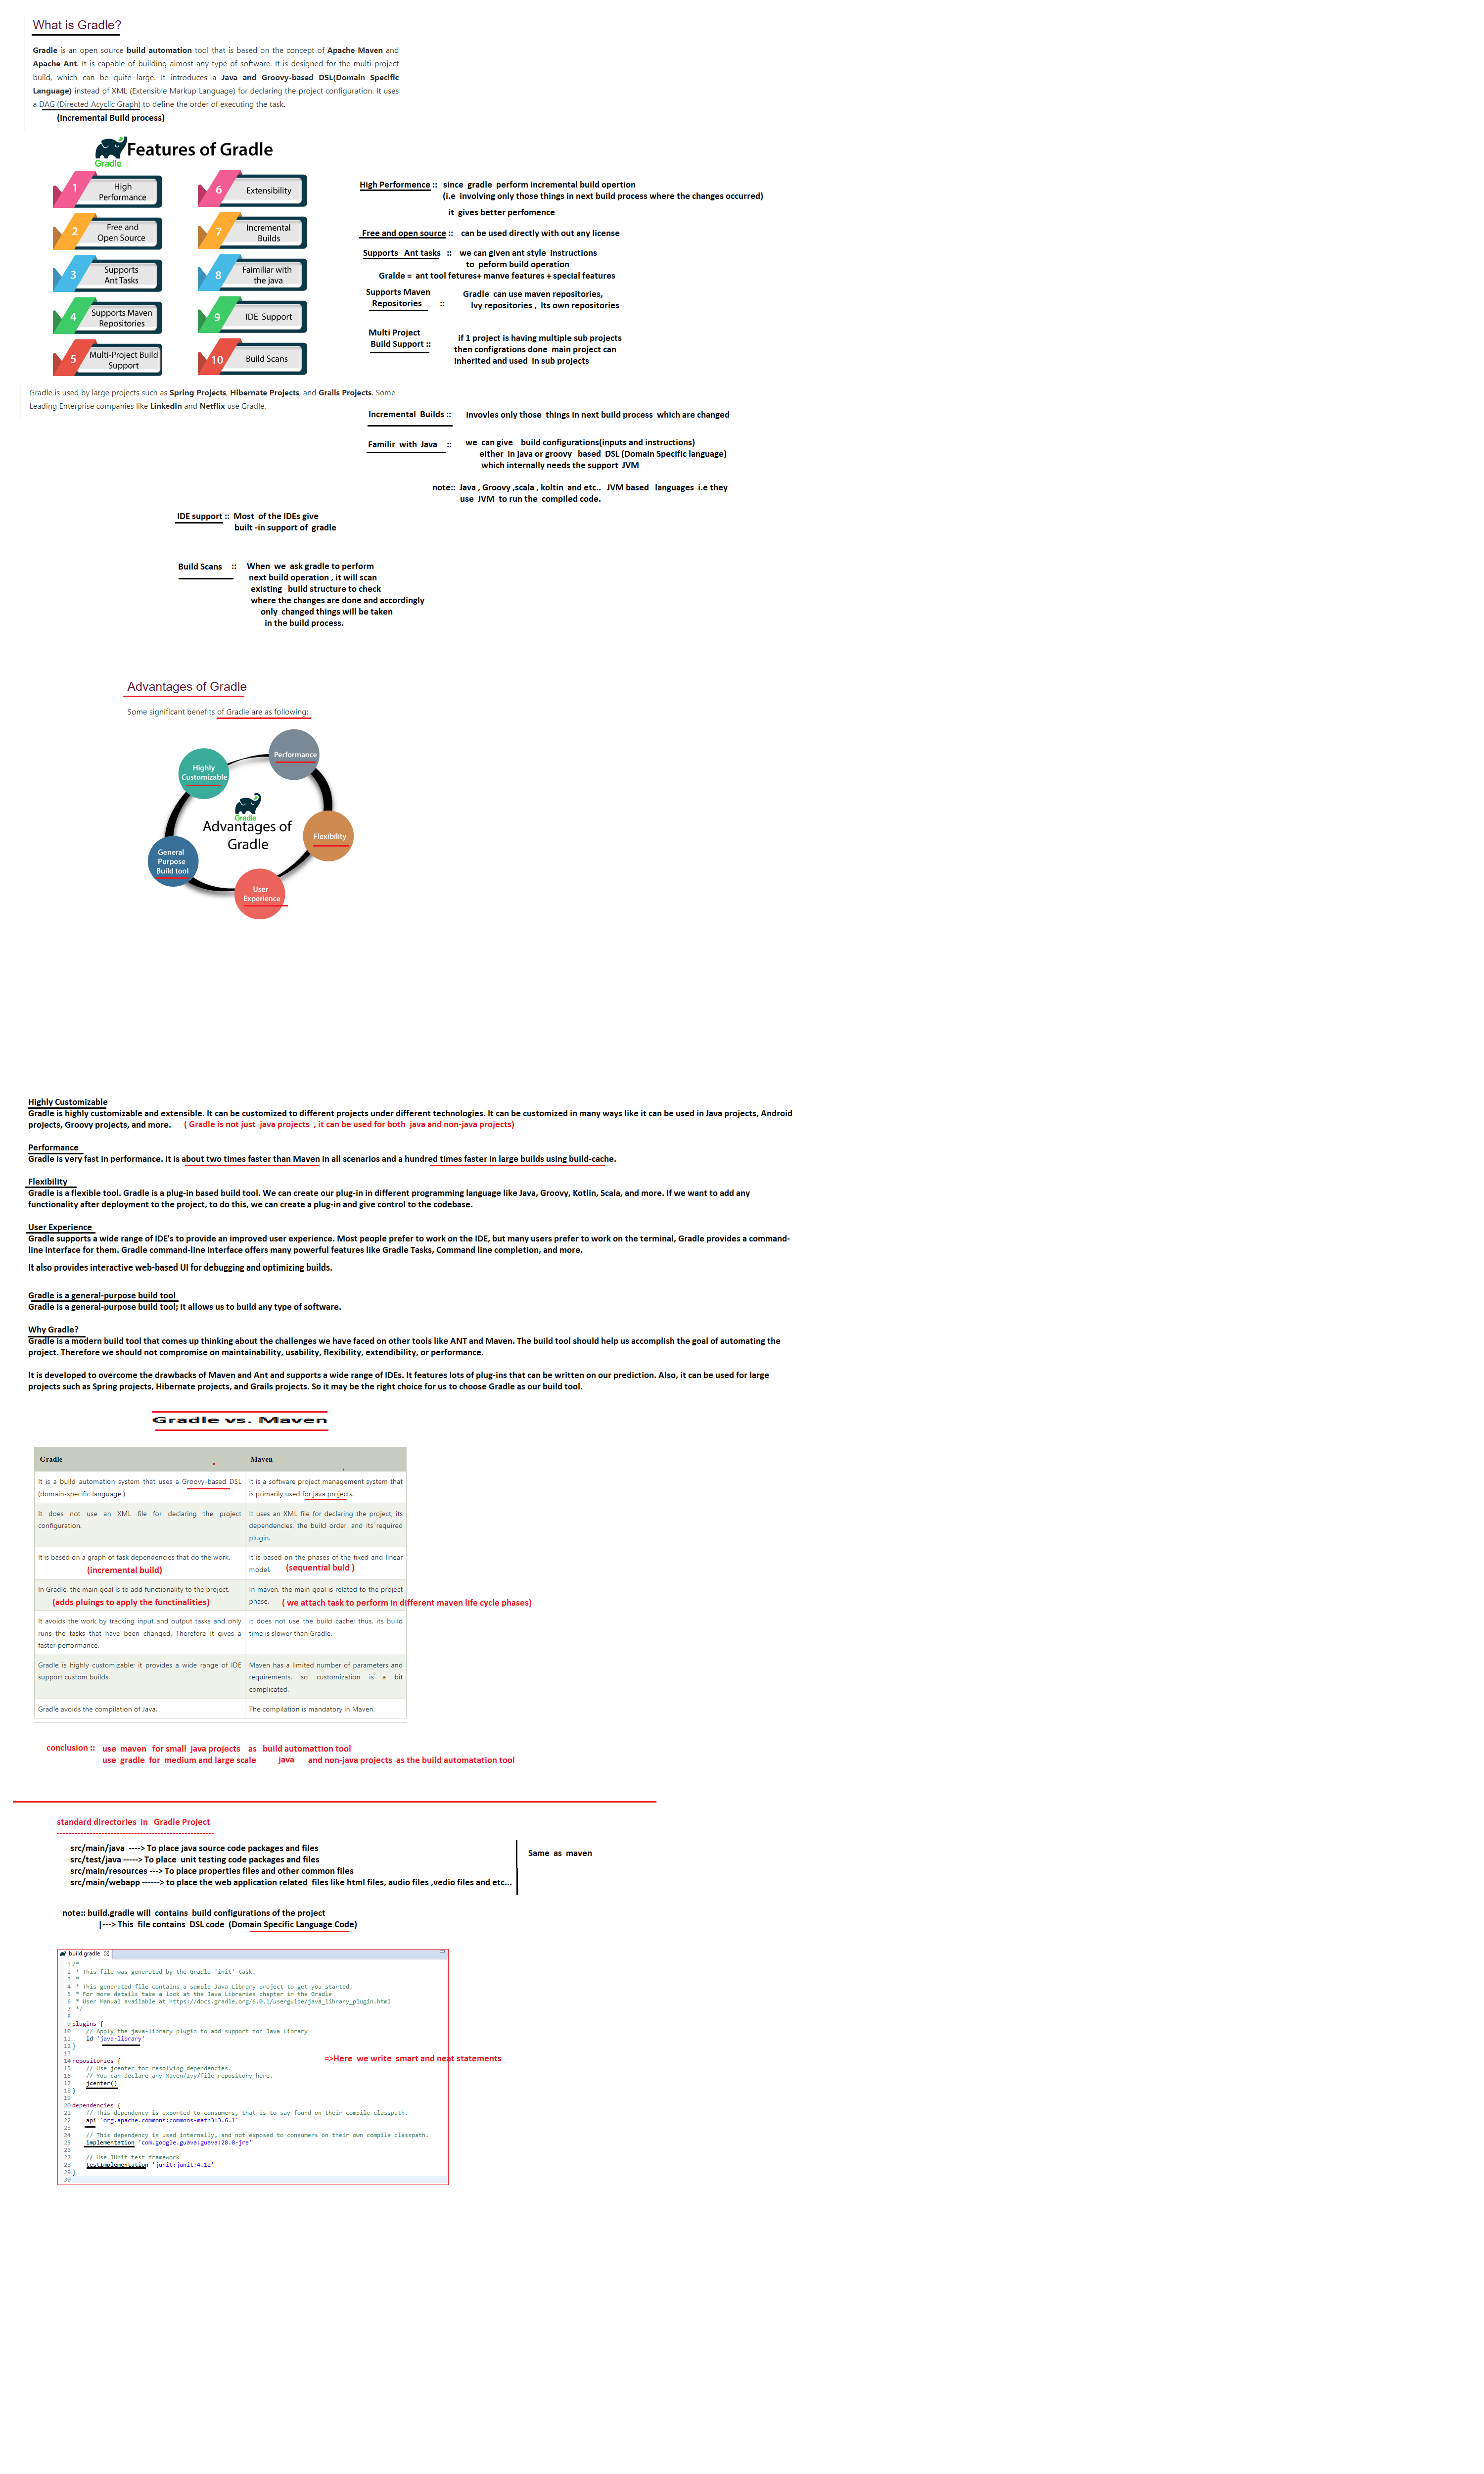 What is Gradle?
Gradle is an open source build automation tool that is based on the concept of Apache Maven and
Apache Ant. It is capable of building almost any type of software. It is designed for the multi-project
build, which can be quite large. It introduces a Java and Groovy-based DSL(Domain Specific
Language) instead of XML (Extensible Markup Language) for declaring the project configuration. It uses
a DAG (Directed Acyclic Graph) to define the order of executing the task.
(Incremental Build process)
Gradle
Features of Gradle
1 High Performance
2 Free and Open Source
3 Supports Ant Tasks
4 Supports Maven Repositories
5 Multi-Project Build Support
6 Extensibility
7 Incremental Builds
8 Faimiliar with the java
9 IDE Support
10 Build Scans
High Performence :: since gradle perform incremental build opertion
(i.e involving only those things in next build process where the changes occurred)
it gives better perfomence
Free and open source :: can be used directly with out any license
Supports Ant tasks :: we can given ant style instructions
to peform build operation
Gralde = ant tool fetures+ manve features + special features
Supports Maven Repositories :: Gradle can use maven repositories,
Ivy repositories , Its own repositories
Multi Project
Build Support :: if 1 project is having multiple sub projects
then configrations done main project can
inherited and used in sub projects
Gradle is used by large projects such as Spring Projects, Hibernate Projects, and Grails Projects. Some
Leading Enterprise companies like LinkedIn and Netflix use Gradle.
Incremental Builds :: Invovles only those things in next build process which are changed
Familir with Java :: we can give build configurations(inputs and instructions)
either in java or groovy based DSL (Domain Specific language)
which internally needs the support JVM
note:: Java , Groovy ,scala , koltin and etc.. JVM based languages i.e they
use JVM to run the compiled code.
IDE support :: Most of the IDEs give
built -in support of gradle
Build Scans :: When we ask gradle to perform
next build operation , it will scan
existing build structure to check
where the changes are done and accordingly
only changed things will be taken
in the build process.
Advantages of Gradle
Some significant benefits of Gradle are as following:
Performance
Highly
Customizable
Gradle
Advantages of
Gradle
Flexibility
General
Purpose
Build tool
User
Experience
Highly Customizable
Gradle is highly customizable and extensible. It can be customized to different projects under different technologies. It can be customized in many ways like it can be used in Java projects, Android
projects, Groovy projects, and more. ( Gradle is not just java projects , it can be used for both java and non-java projects)
Performance
Gradle is very fast in performance. It is about two times faster than Maven in all scenarios and a hundred times faster in large builds using build-cache.
Flexibility
Gradle is a flexible tool. Gradle is a plug-in based build tool. We can create our plug-in in different programming language like Java, Groovy, Kotlin, Scala, and more. If we want to add any
functionality after deployment to the project, to do this, we can create a plug-in and give control to the codebase.
User Experience
Gradle supports a wide range of IDE's to provide an improved user experience. Most people prefer to work on the IDE, but many users prefer to work on the terminal, Gradle provides a command-
line interface for them. Gradle command-line interface offers many powerful features like Gradle Tasks, Command line completion, and more.
It also provides interactive web-based UI for debugging and optimizing builds.
Gradle is a general-purpose build tool
Gradle is a general-purpose build tool; it allows us to build any type of software.
Why Gradle?
Gradle is a modern build tool that comes up thinking about the challenges we have faced on other tools like ANT and Maven. The build tool should help us accomplish the goal of automating the
project. Therefore we should not compromise on maintainability, usability, flexibility, extendibility, or performance.
It is developed to overcome the drawbacks of Maven and Ant and supports a wide range of IDEs. It features lots of plug-ins that can be written on our prediction. Also, it can be used for large
projects such as Spring projects, Hibernate projects, and Grails projects. So it may be the right choice for us to choose Gradle as our build tool.
Gradle vs. Maven
Gradle Maven
It is a build automation system that uses a Groovy-based DSL
(domain-specific language )
It is a software project management system that
is primarily used for java projects.
It does not use an XML file for declaring the project
configuration.
It uses an XML file for declaring the project, its
dependencies, the build order, and its required
plugin.
It is based on a graph of task dependencies that do the work.
(incremental build)
It is based on the phases of the fixed and linear
model. (sequential buld )
In Gradle, the main goal is to add functionality to the project.
(adds pluings to apply the functinalities)
In maven, the main goal is related to the project
phase. ( we attach task to perform in different maven life cycle phases)
It avoids the work by tracking input and output tasks and only
runs the tasks that have been changed. Therefore it gives a
faster performance.
It does not use the build cache; thus, its build
time is slower than Gradle.
Gradle is highly customizable; it provides a wide range of IDE
support custom builds.
Maven has a limited number of parameters and
requirements, so customization is a bit
complicated.
Gradle avoids the compilation of Java.
The compilation is mandatory in Maven.
conclusion :: use maven for small java projects as build automattion tool
use gradle for medium and large scale java and non-java projects as the build automatation tool
standard directories in Gradle Project
-----------------------------------------------------
src/main/java ----> To place java source code packages and files
src/test/java -----> To place unit testing code packages and files
src/main/resources ---> To place properties files and other common files
src/main/webapp ------> to place the web application related files like html files, audio files ,vedio files and etc...
Same as maven
note:: build.gradle will contains build configurations of the project
|---> This file contains DSL code (Domain Specific Language Code)
build.gradle
1 /*
2 * This file was generated by the Gradle 'init' task.
3 *
4 * This generated file contains a sample Java Library project to get you started.
5 * For more details take a look at the Java Libraries chapter in the Gradle
6 * User Manual available at https://docs.gradle.org/6.0.1/userguide/java_library_plugin.html
7 */
8
9 plugins {
10 // Apply the java-library plugin to add support for Java Library
11 id 'java-library'
12 }
13
=>Here we write smart and neat statements
14 repositories {
15 // Use jcenter for resolving dependencies.
16 // You can declare any Maven/Ivy/file repository here.
17 jcenter()
18 }
19
20 dependencies {
21 // This dependency is exported to consumers, that is to say found on their compile classpath.
22 api 'org.apache.commons:commons-math3:3.6.1'
23
24 // This dependency is used internally, and not exposed to consumers on their own compile classpath.
25 implementation 'com.google.guava:guava:28.0-jre'
26
27 // Use JUnit test framework
28 testImplementation 'junit:junit:4.12'
29 }
30